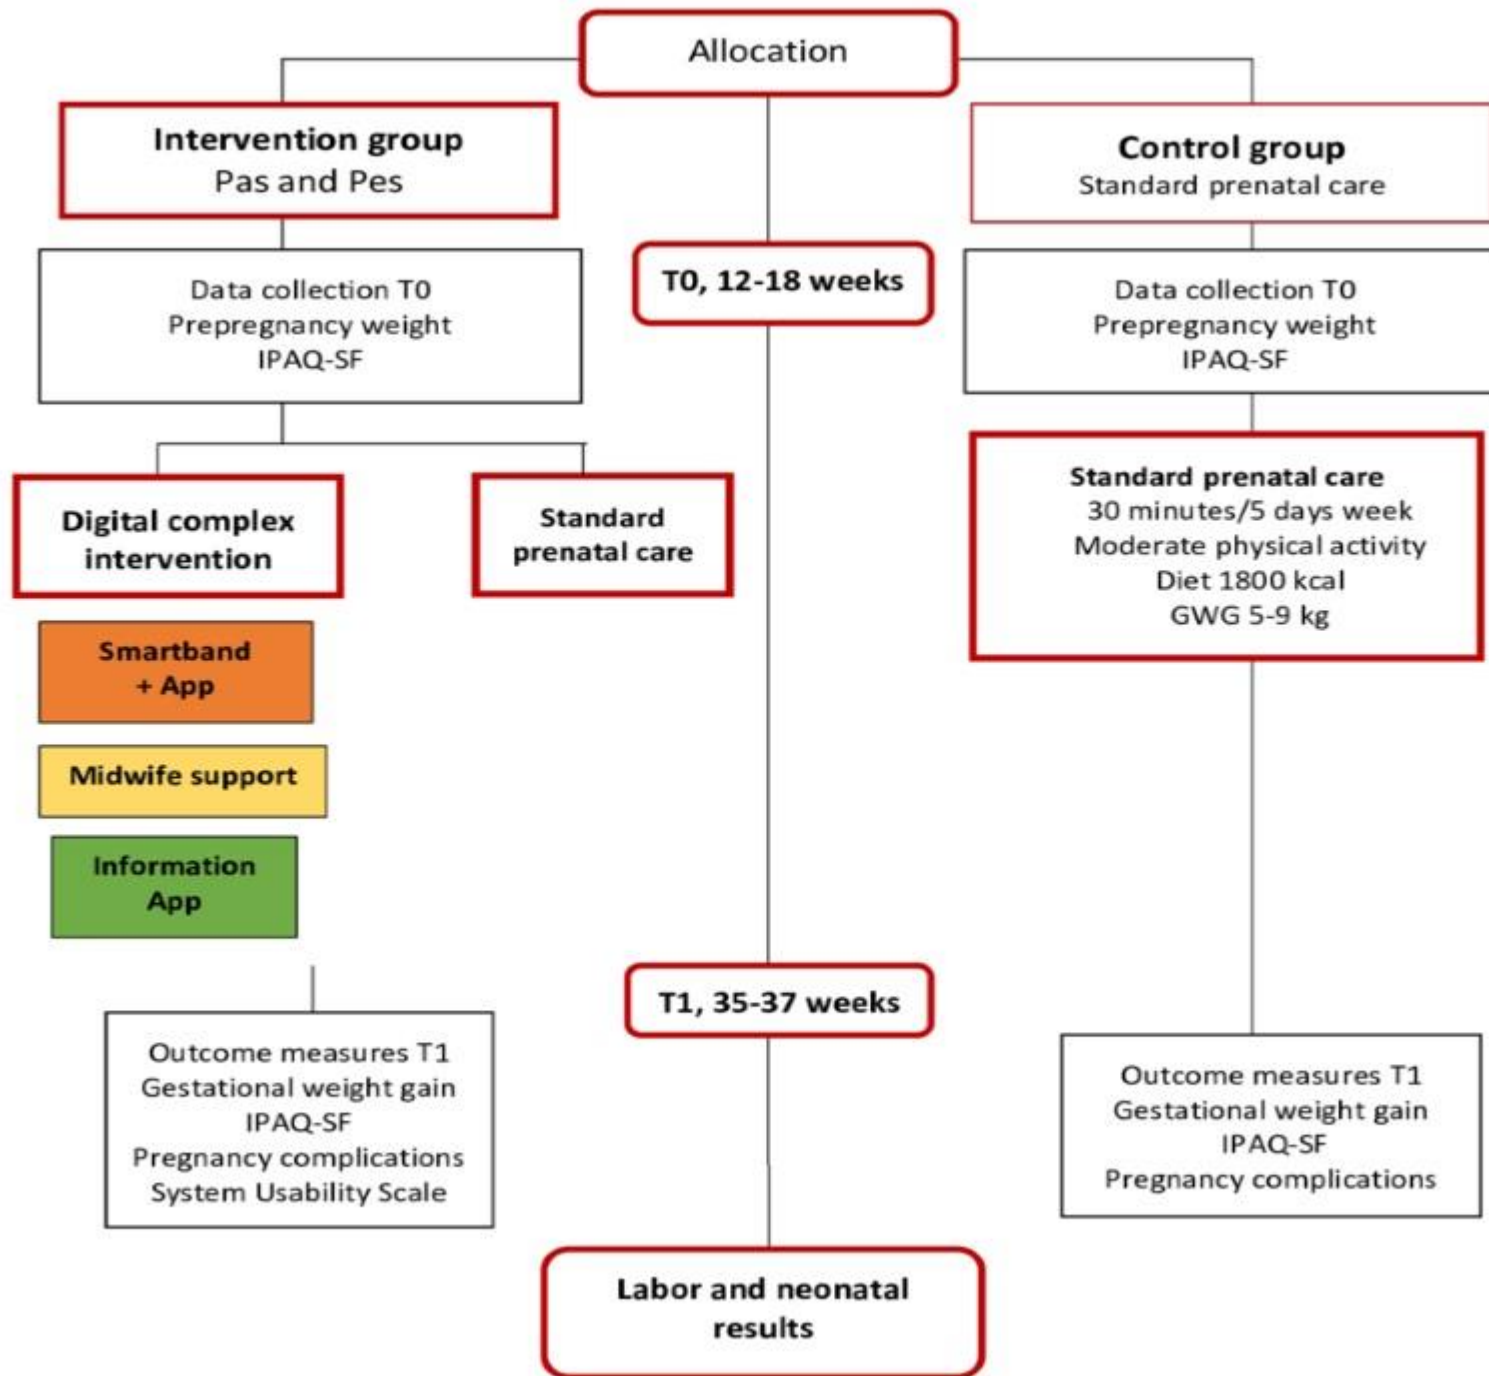 Allocation
Intervention group
Pas and Pes
Control group
Standard prenatal care
Data collection T0
Prepregnancy weight
IPAQ-SF
T0, 12-18 weeks
Data collection T0
Prepregnancy weight
IPAQ-SF
Digital complex
intervention
Standard
prenatal care
Standard prenatal care
30 minutes/5 days week
Moderate physical activity
Diet 1800 kcal
GWG 5-9 kg
Smartband
+ App
Midwife support
Information
App
T1, 35-37 weeks
Outcome measures T1
Gestational weight gain
IPAQ-SF
Pregnancy complications
System Usability Scale
Outcome measures T1
Gestational weight gain
IPAQ-SF
Pregnancy complications
Labor and neonatal
results